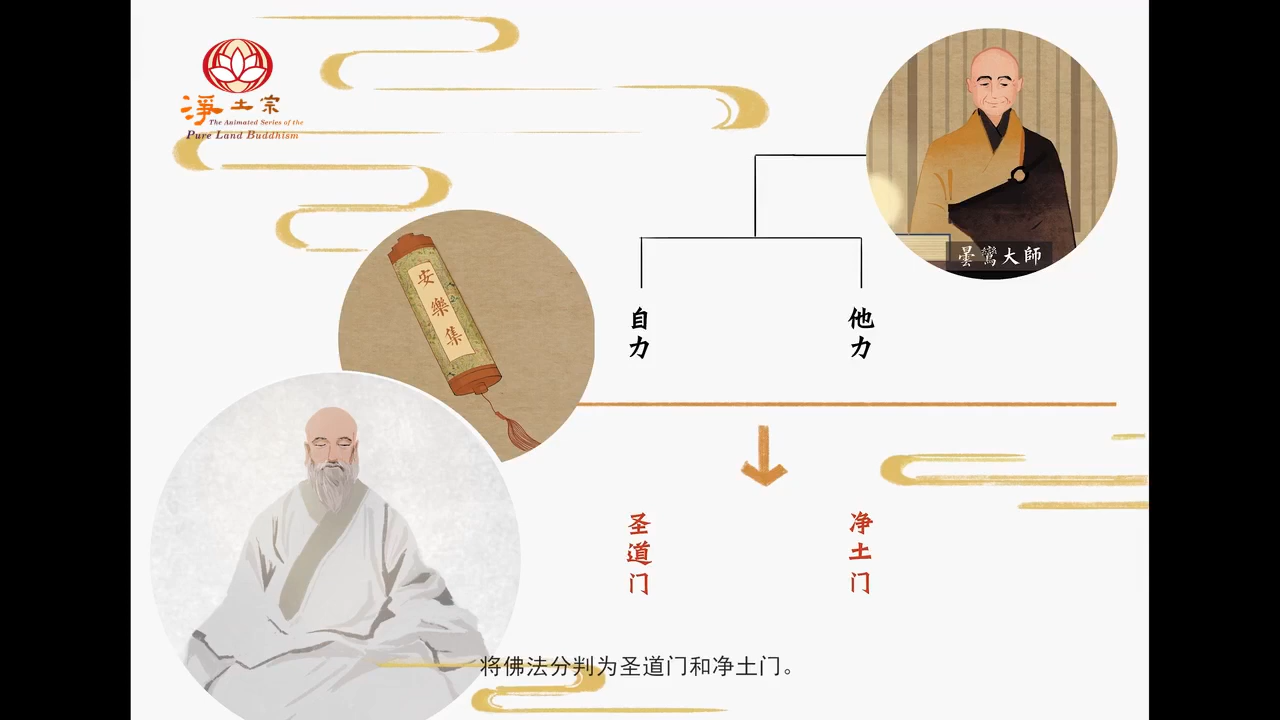 淨土宗
The Animated Series of the
Pure Land Buddhism
曇鸞大師
安樂集
自力
他力
圣道门
净土门
将佛法分判为圣道门和净土门。